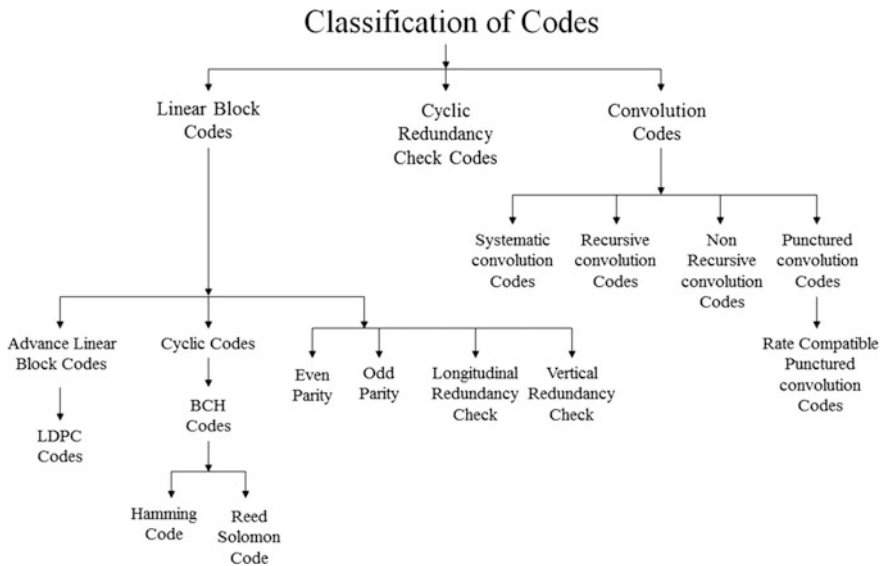 Classification of Codes
Linear Block
Codes
Cyclic
Redundancy
Check Codes
Convolution
Codes
Systematic
convolution
Codes
Recursive
convolution
Codes
Non
Recursive
convolution
Codes
Punctured
convolution
Codes
Advance Linear
Block Codes
Cyclic Codes
Even
Parity
Odd
Parity
Longitudinal
Redundancy
Check
Vertical
Redundancy
Check
Rate Compatible
Punctured
convolution
Codes
LDPC
Codes
BCH
Codes
Hamming
Code
Reed
Solomon
Code